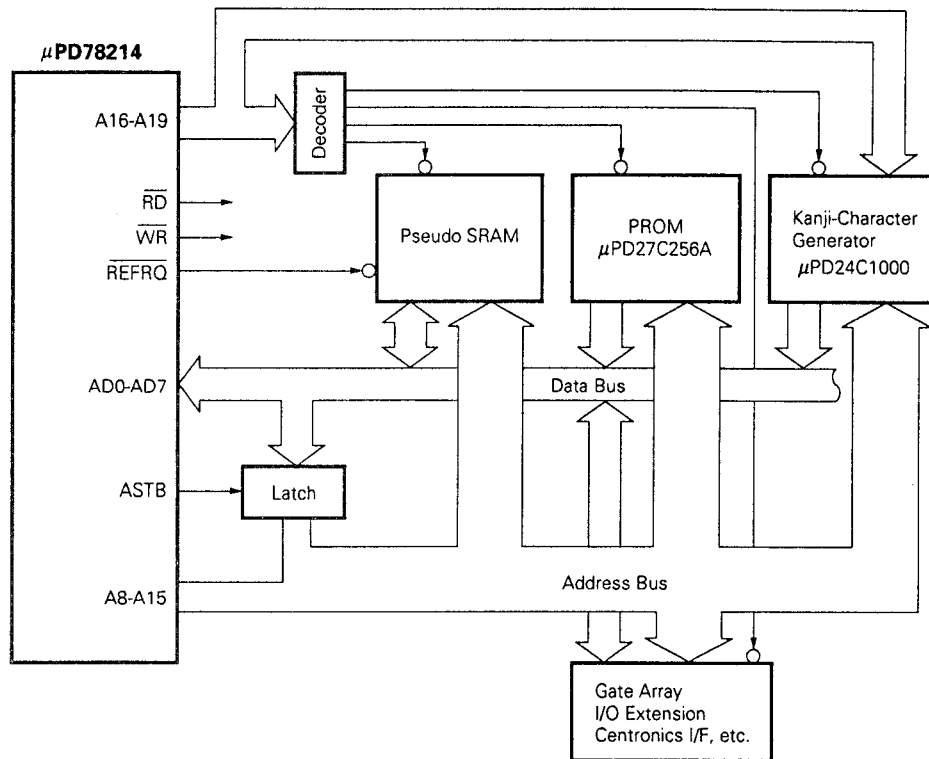 μPD78214
A16-A19
RD
WR
REFRQ
AD0-AD7
ASTB
A8-A15
Decoder
Pseudo SRAM
PROM
μPD27C256A
Kanji-Character
Generator
μPD24C1000
Data Bus
Latch
Address Bus
Gate Array
I/O Extension
Centronics I/F, etc.